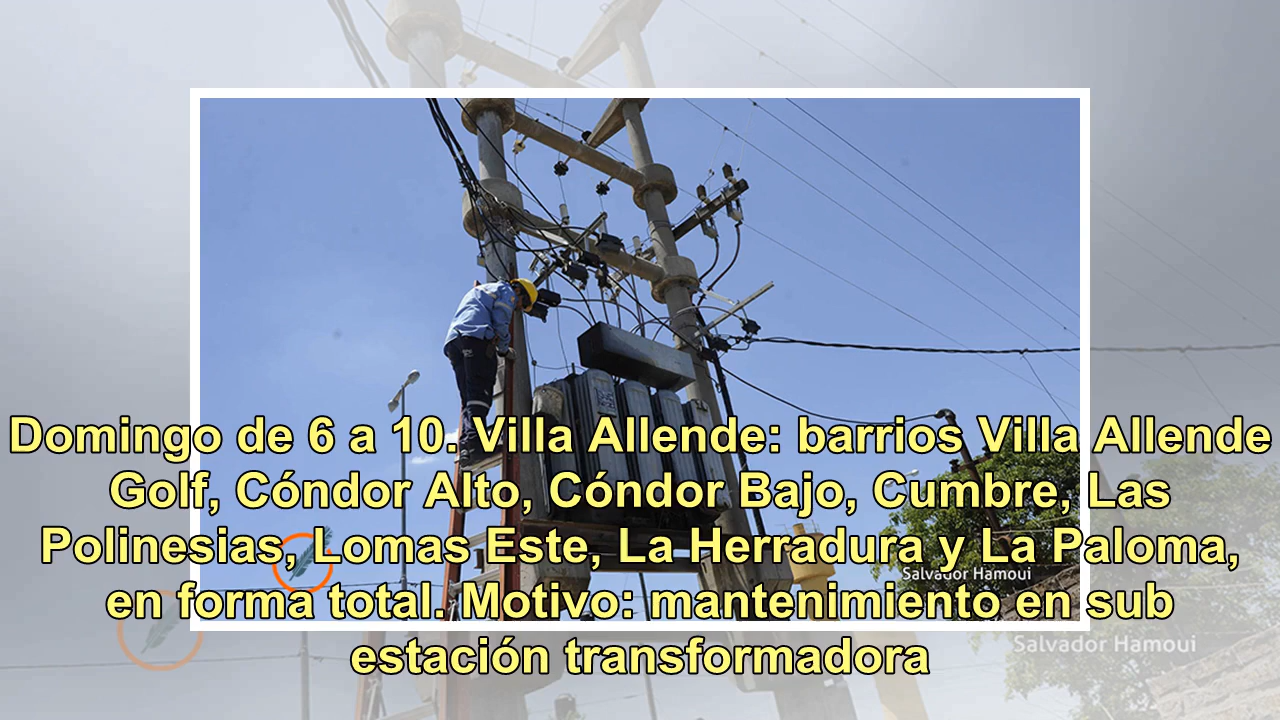 Domingo de 6 a 10. Villa Allende: barrios Villa Allende
Golf, Cóndor Alto, Cóndor Bajo, Cumbre, Las
Polinesias, Lomas Este, La Herradura y La Paloma,
en forma total. Motivo: mantenimiento en sub
estación transformadora
Salvador Hamoui
Salvador Hamoui